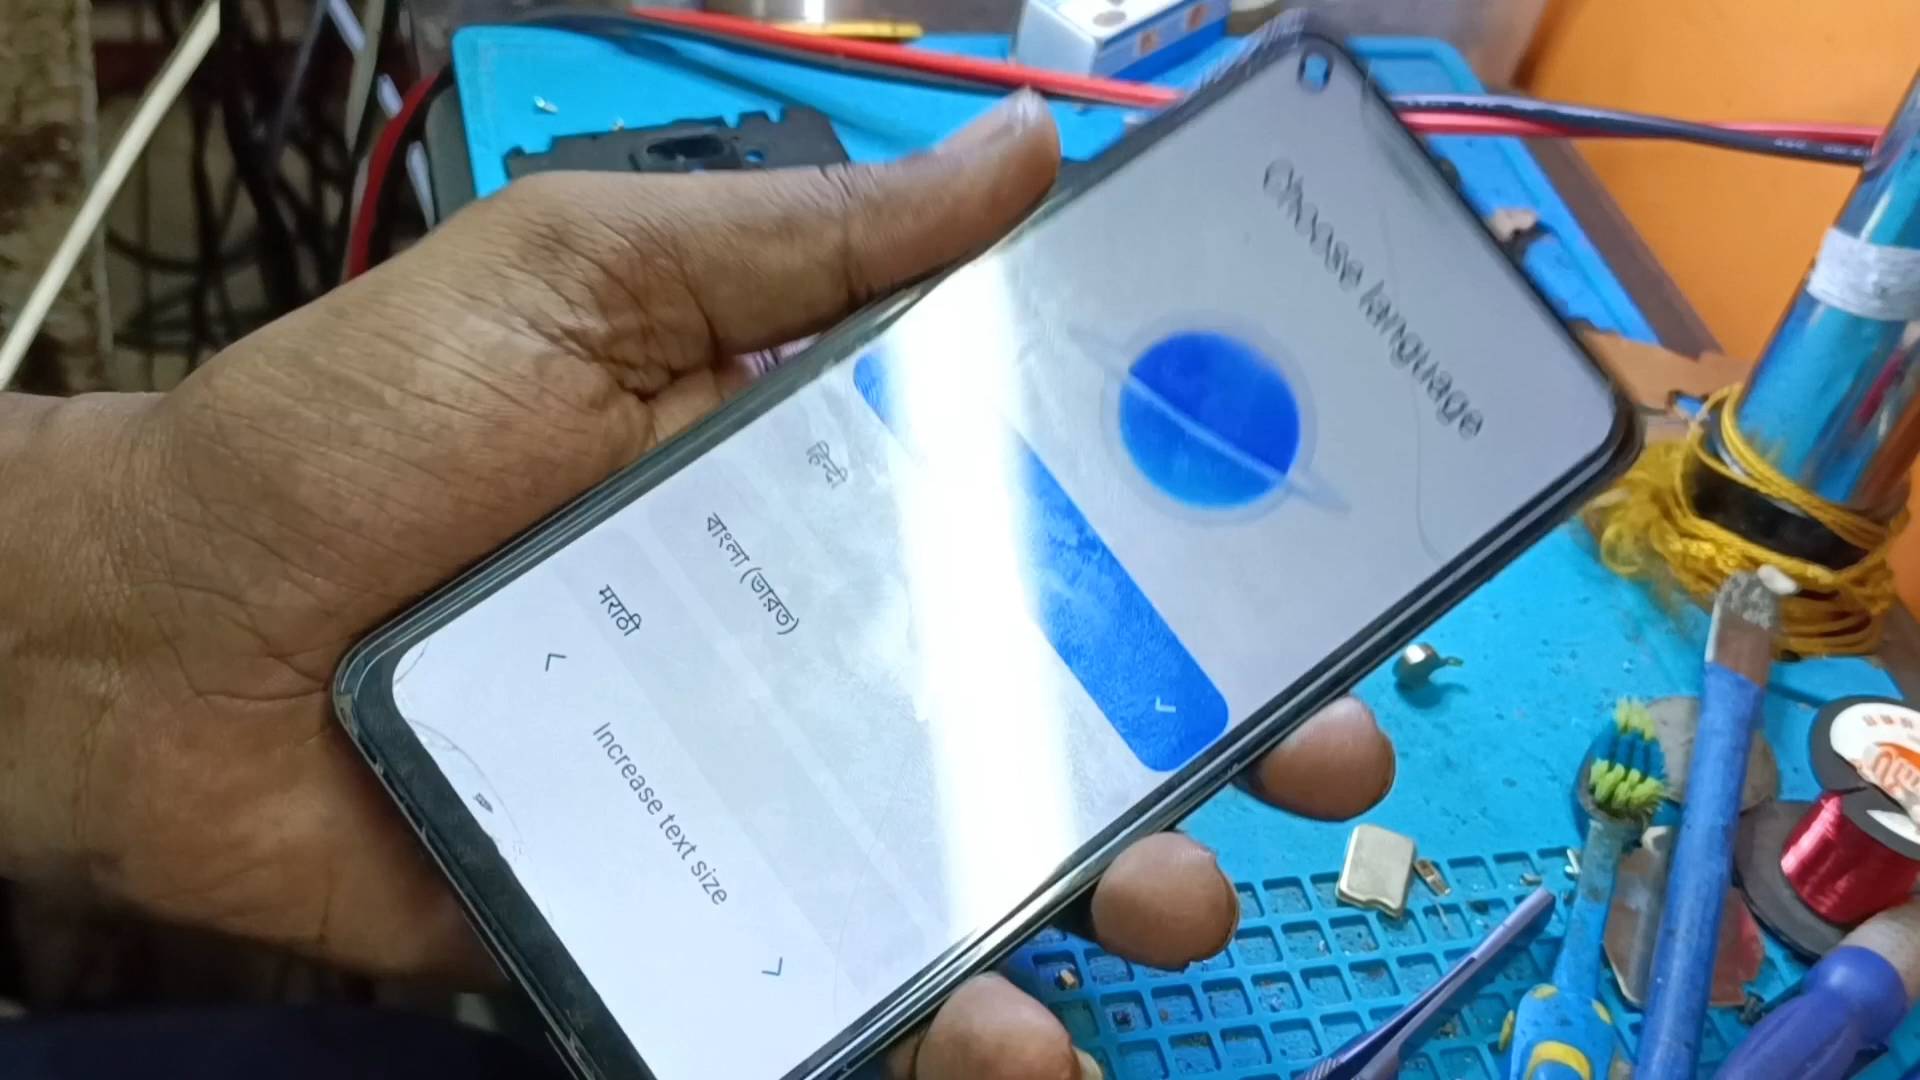 Choose language
हिन्दी
বাংলা (ভারত)
मराठी
Increase text size